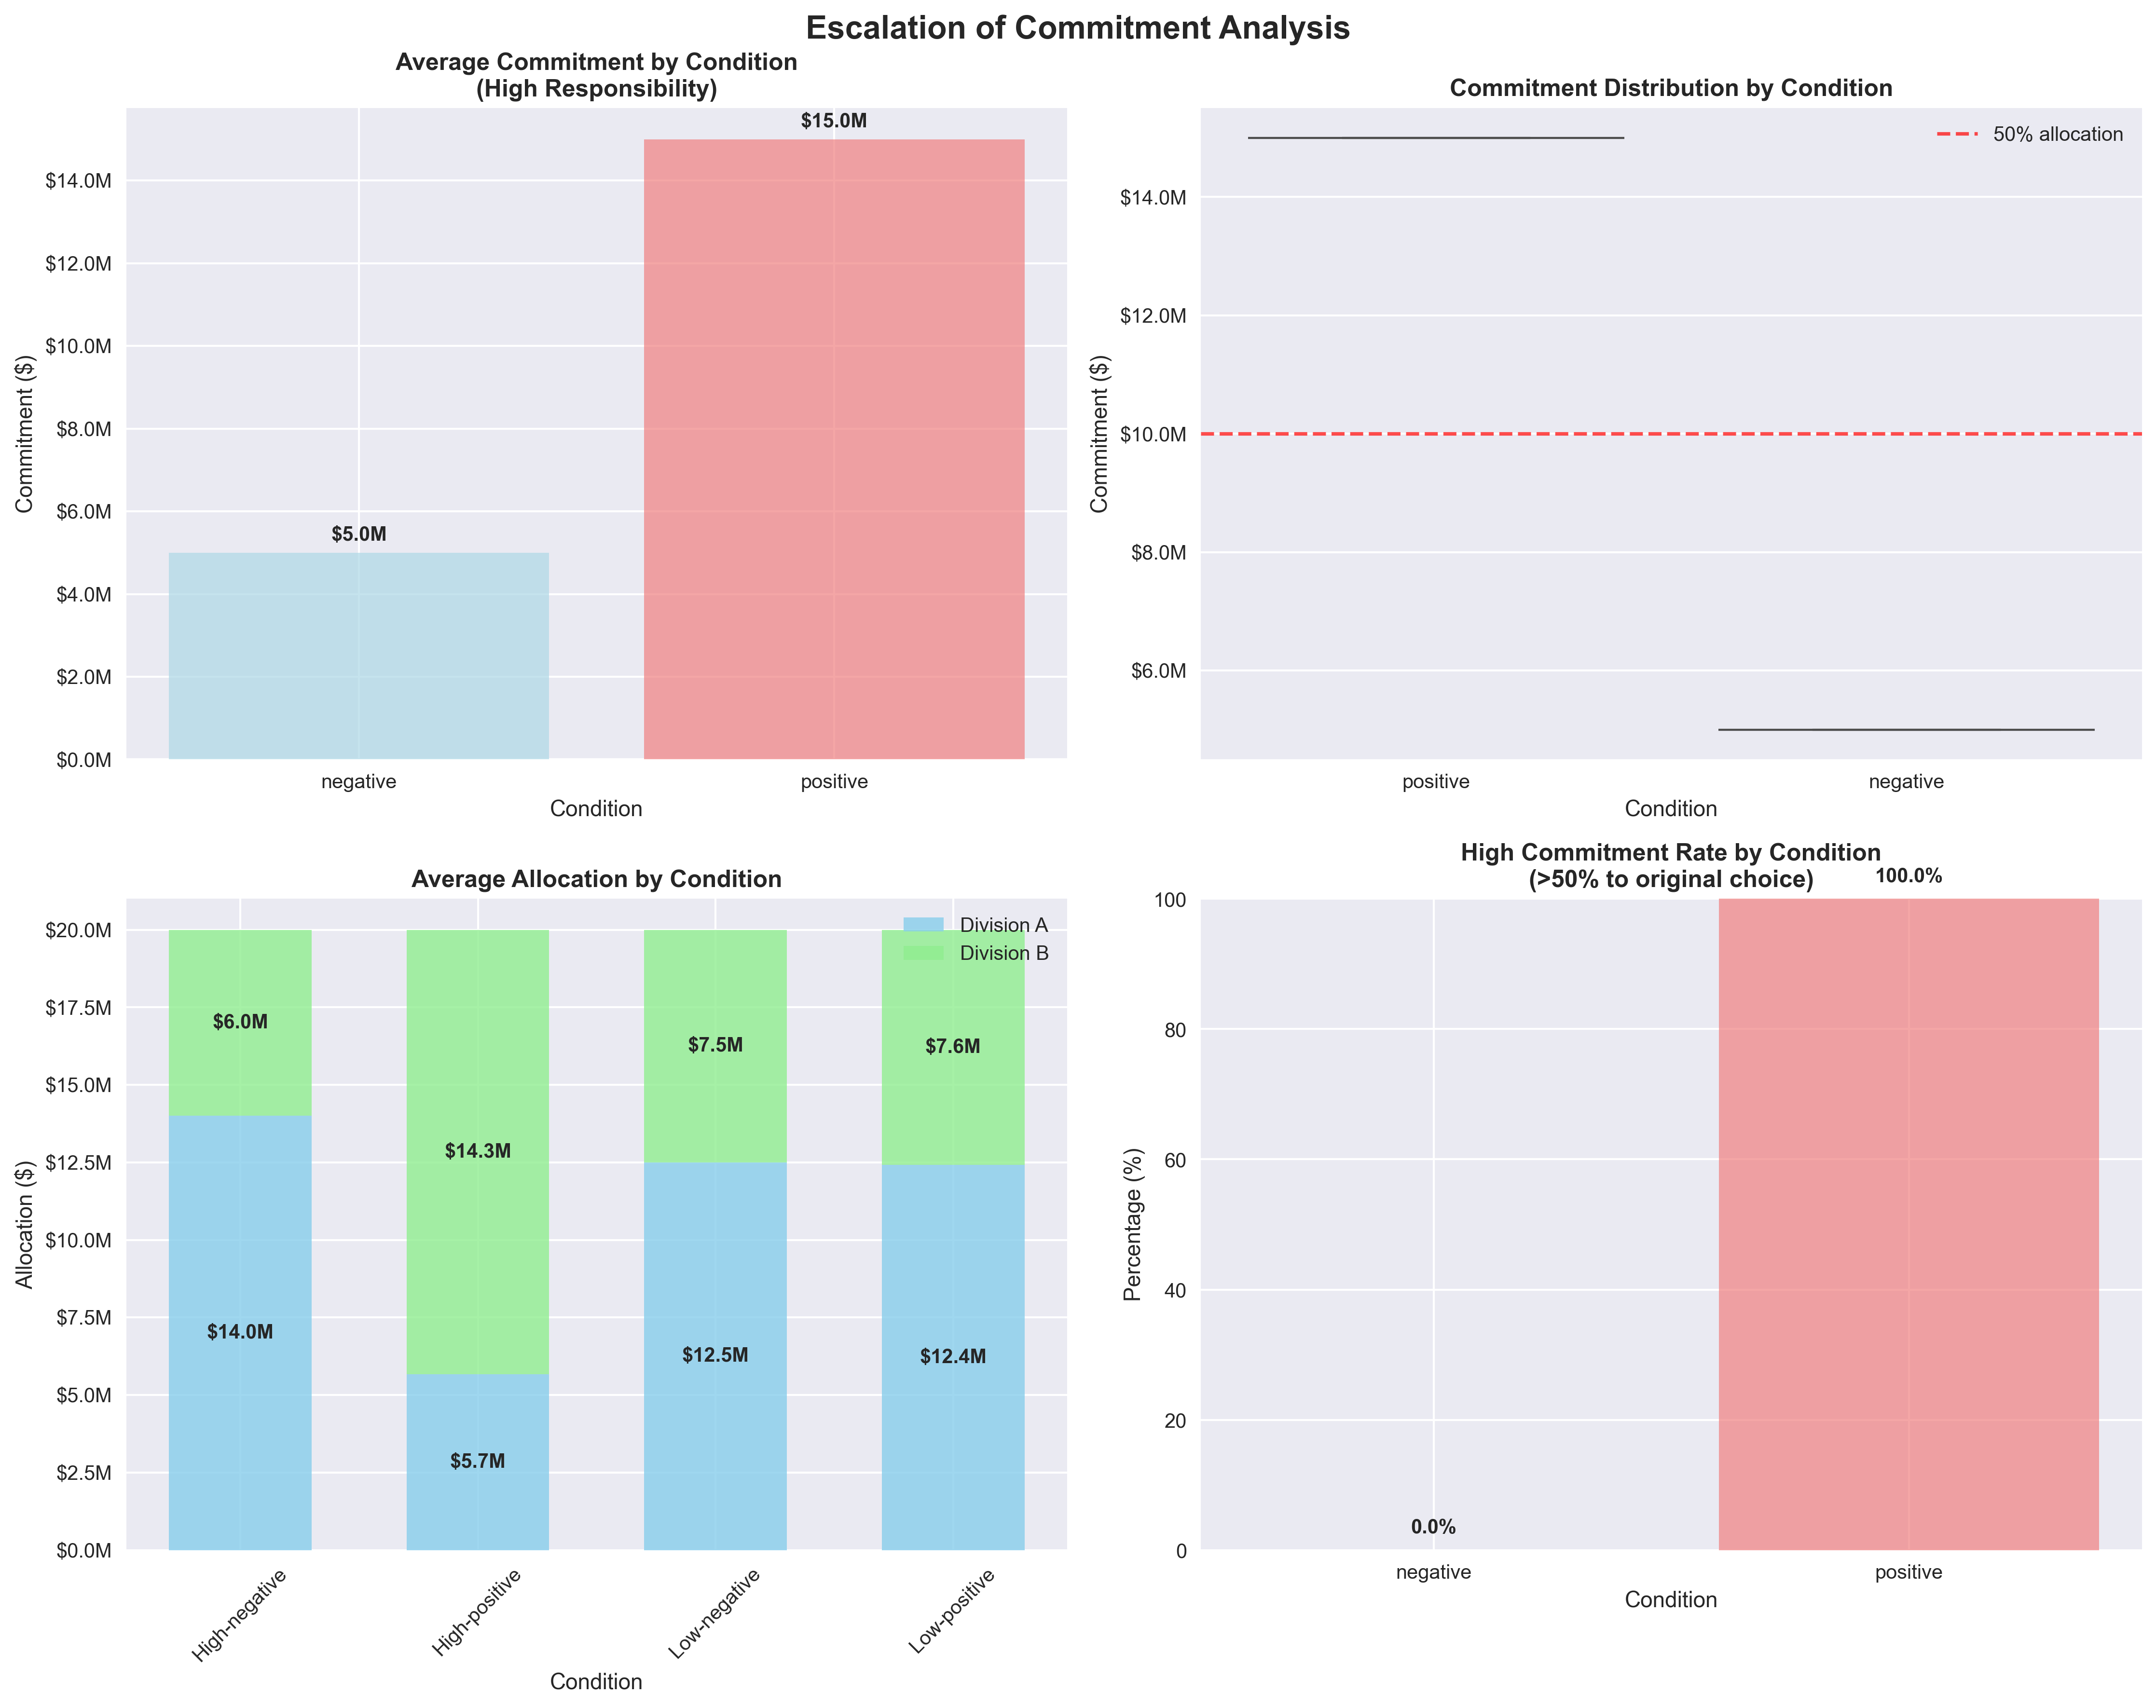 Escalation of Commitment Analysis
Average Commitment by Condition
(High Responsibility)
$15.0M
$5.0M
$14.0M
$12.0M
$10.0M
$8.0M
$6.0M
$4.0M
$2.0M
$0.0M
Commitment ($)
negative positive
Condition
Commitment Distribution by Condition
50% allocation
$14.0M
$12.0M
$10.0M
$8.0M
$6.0M
Commitment ($)
positive negative
Condition
Average Allocation by Condition
Division A
Division B
$20.0M
$17.5M
$15.0M
$12.5M
$10.0M
$7.5M
$5.0M
$2.5M
$0.0M
Allocation ($)
$6.0M
$14.0M
$14.3M
$5.7M
$7.5M
$12.5M
$7.6M
$12.4M
High-negative
High-positive
Low-negative
Low-positive
Condition
High Commitment Rate by Condition
(>50% to original choice)
100.0%
0.0%
100
80
60
40
20
0
Percentage (%)
negative positive
Condition